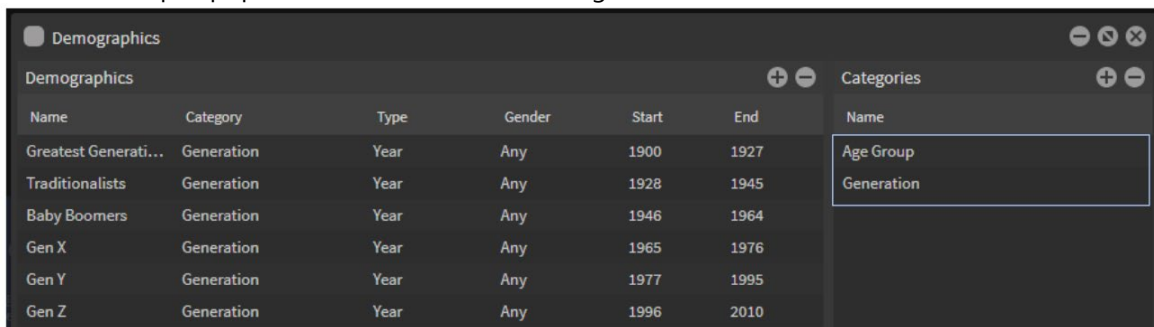 Demographics
Demographics Categories
Name Category Type Gender Start End Name
Greatest Generati... Generation Year Any 1900 1927 Age Group
Traditionalists Generation Year Any 1928 1945 Generation
Baby Boomers Generation Year Any 1946 1964
Gen X Generation Year Any 1965 1976
Gen Y Generation Year Any 1977 1995
Gen Z Generation Year Any 1996 2010